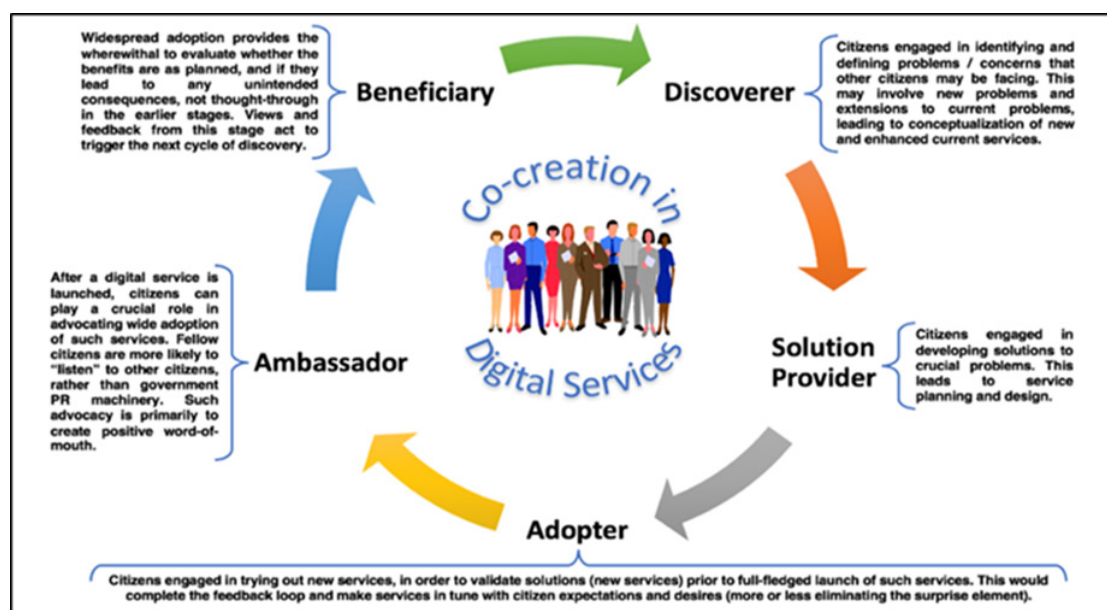 Widespread adoption provides the
wherewithal to evaluate whether the
benefits are as planned, and if they
lead to any unintended
consequences, not thought-through
in the earlier stages. Views and
feedback from this stage act to
trigger the next cycle of discovery.
Beneficiary
Discoverer
Citizens engaged in identifying and
defining problems / concerns that
other citizens may be facing. This
may involve new problems and
extensions to current problems,
leading to conceptualization of new
and enhanced current services.
Co-creation in
Digital Services
Solution
Provider
Citizens engaged in
developing solutions to
crucial problems. This
leads to service
planning and design.
Adopter
Citizens engaged in trying out new services, in order to validate solutions (new services) prior to full-fledged launch of such services. This would
complete the feedback loop and make services in tune with citizen expectations and desires (more or less eliminating the surprise element).
Ambassador
After a digital service is
launched, citizens can
play a crucial role in
advocating wide adoption
of such services. Fellow
citizens are more likely to
"listen" to other citizens,
rather than government
PR machinery. Such
advocacy is primarily to
create positive word-of-
mouth.